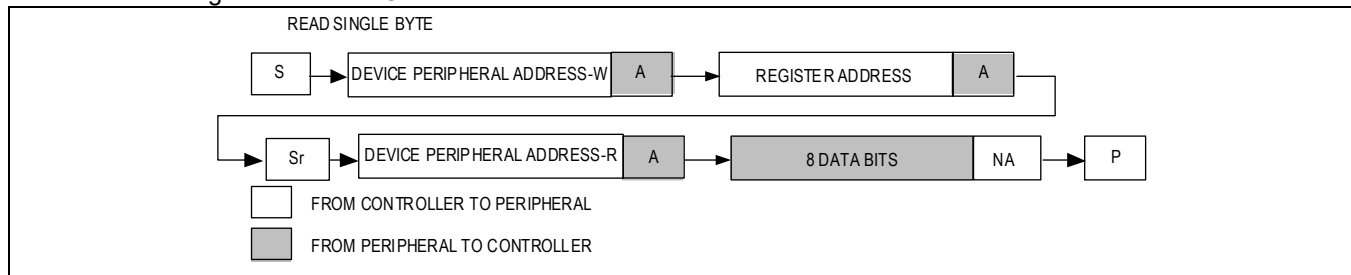 READ SINGLE BYTE
S DEVICE PERIPHERAL ADDRESS-W A REGISTER ADDRESS A
Sr DEVICE PERIPHERAL ADDRESS-R A 8 DATA BITS NA P
FROM CONTROLLER TO PERIPHERAL
FROM PERIPHERAL TO CONTROLLER